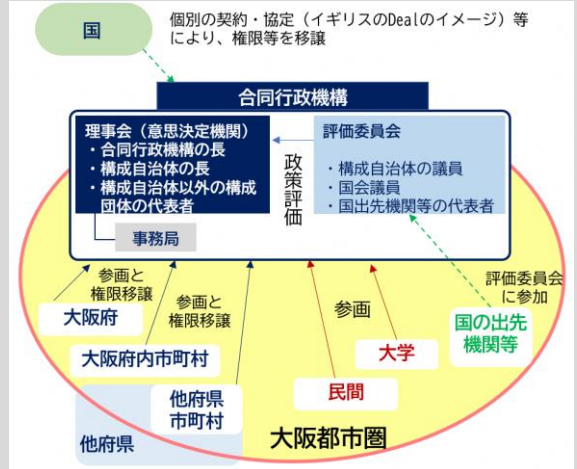 国
個別の契約・協定（イギリスのDealのイメージ）等
により、権限等を移譲
合同行政機構
理事会（意思決定機関）
・合同行政機構の長
・構成自治体の長
・構成自治体以外の構成
団体の代表者
事務局
政策評価
評価委員会
・構成自治体の議員
・国会議員
・国出先機関等の代表者
参画と
権限移譲
大阪府
参画と
権限移譲
大阪府内市町村
他府県
市町村
他府県
参画
民間
大学
評価委員会
に参加
国の出先
機関等
大阪都市圏